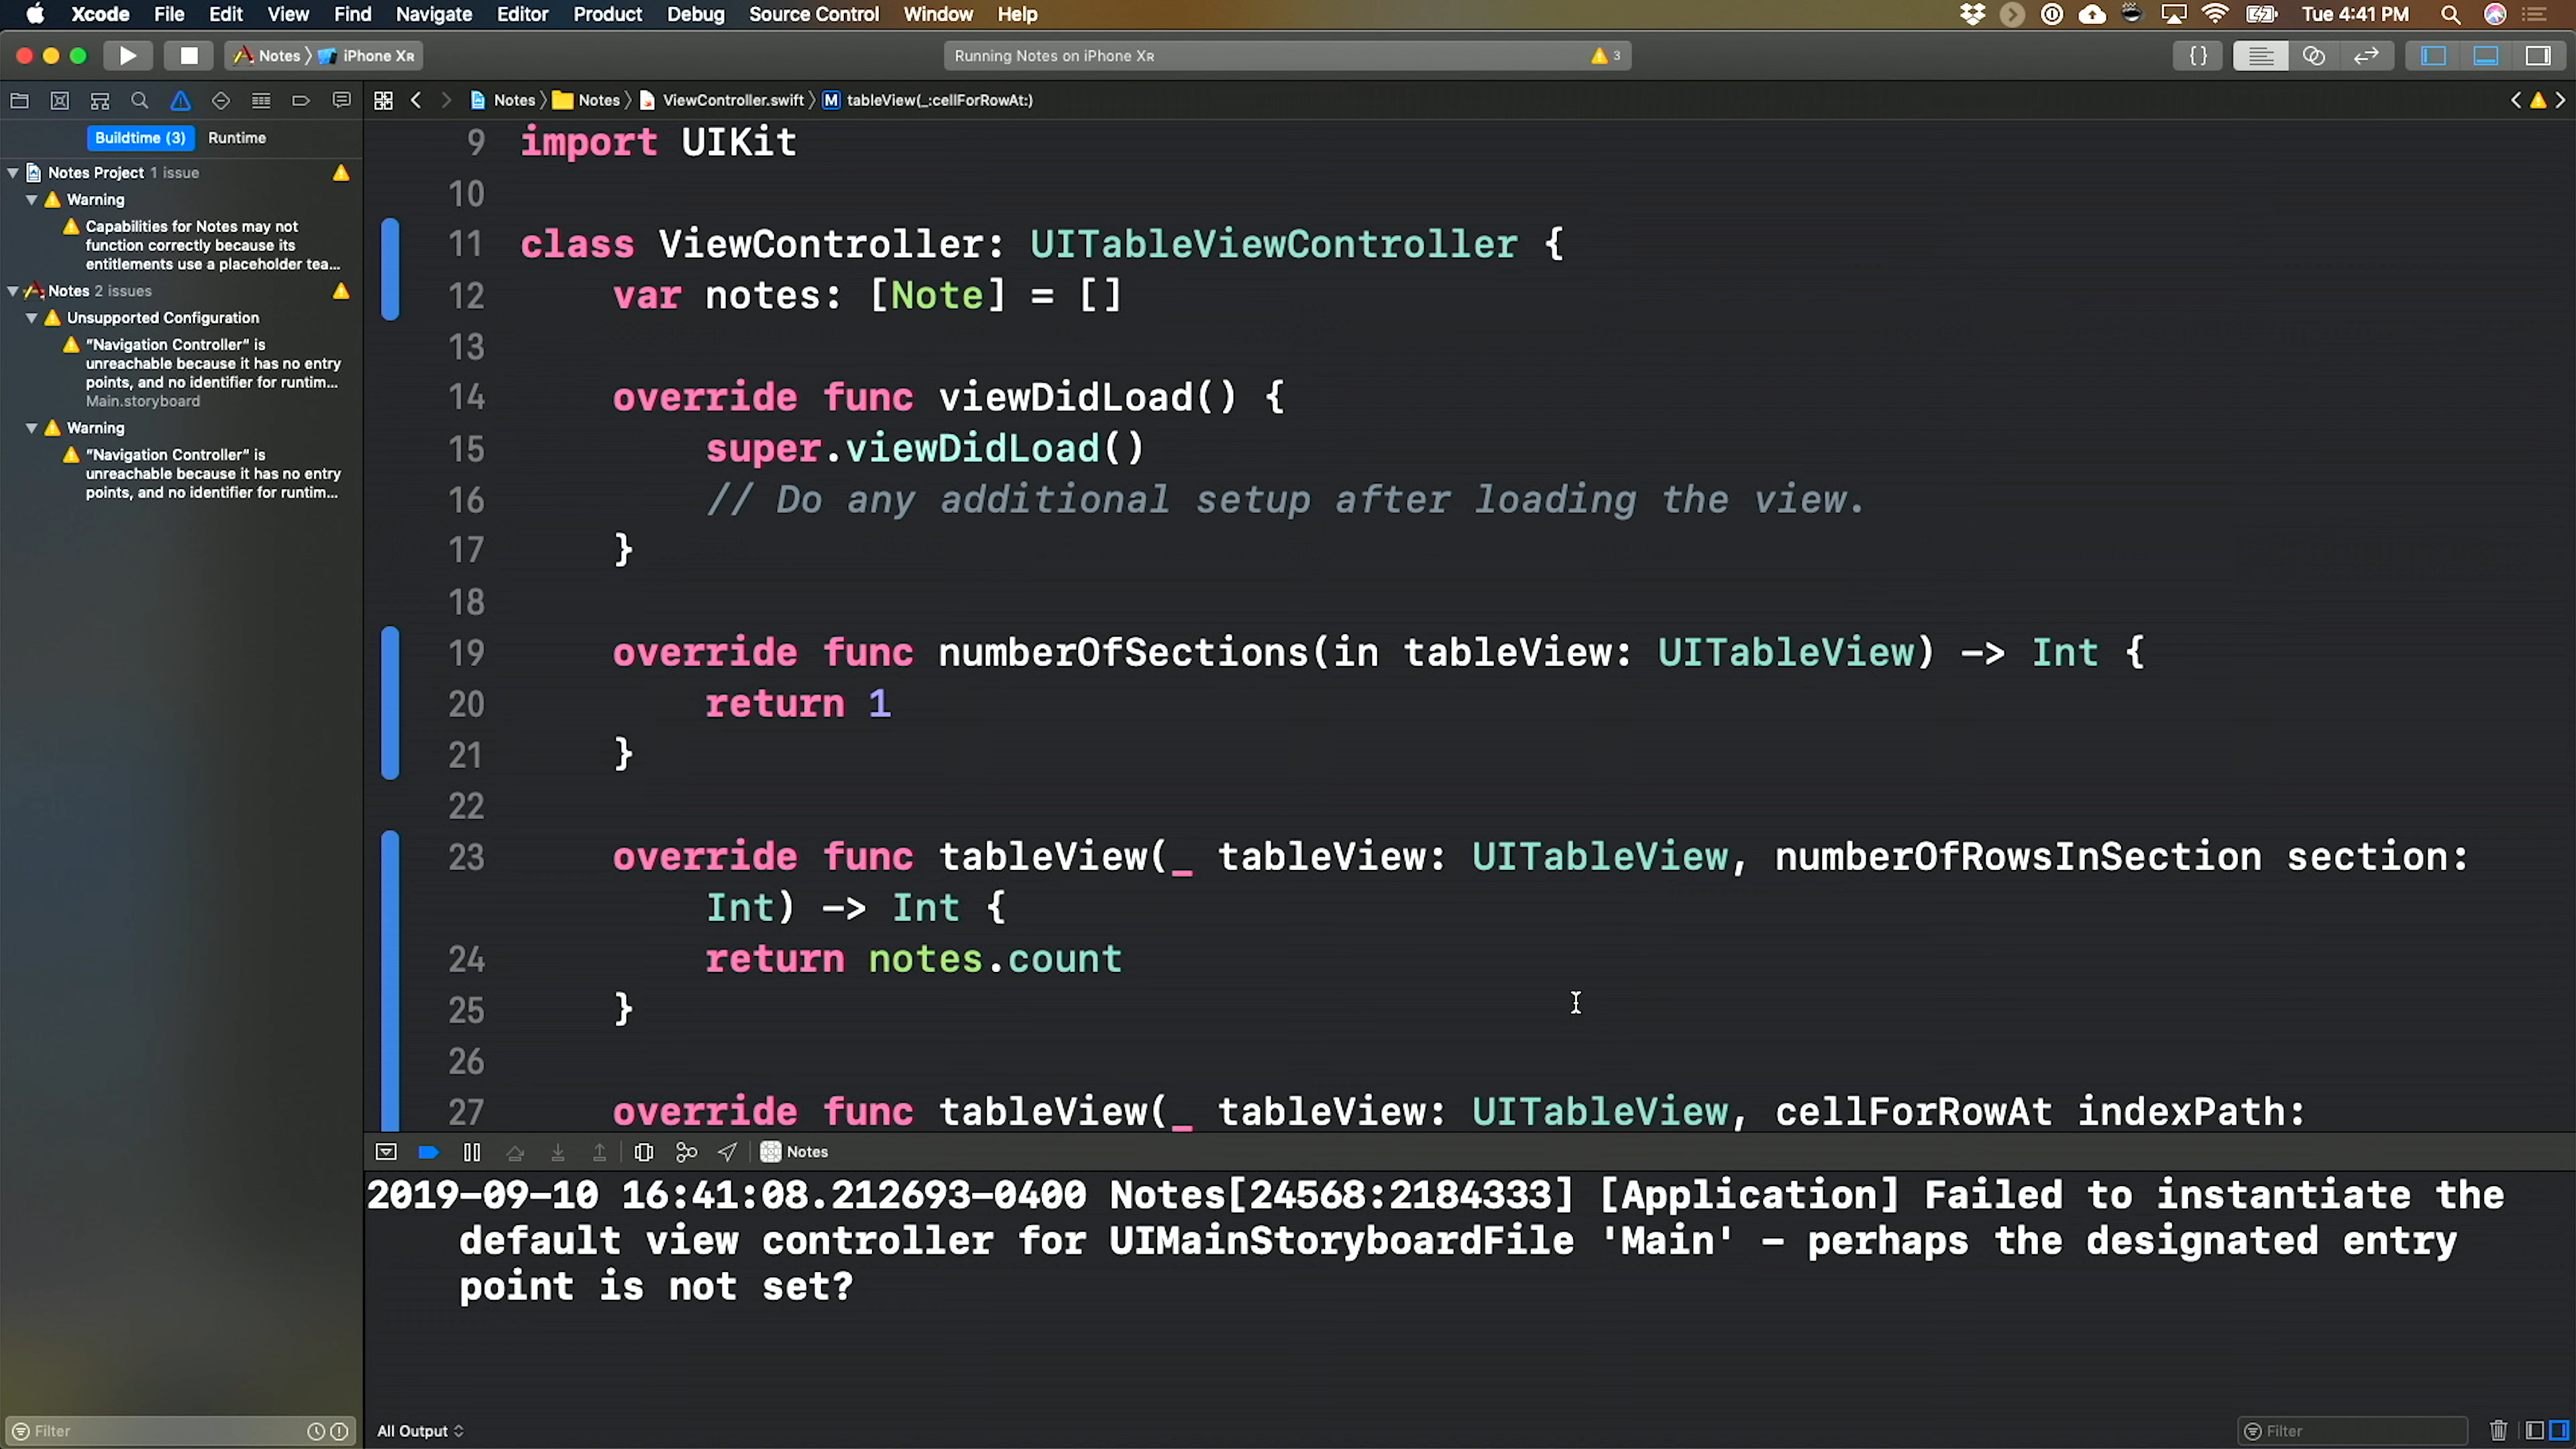 Xcode File Edit View Find Navigate Editor Product Debug Source Control Window Help Tue 4:41 PM
Notes iPhone XR Running Notes on iPhone XR 3 {}
Notes Notes ViewController.swift M tableView(_:cellForRowAt:)
Buildtime (3) Runtime
Notes Project 1 issue
Warning
Capabilities for Notes may not
function correctly because its
entitlements use a placeholder tea...
Notes 2 issues
Unsupported Configuration
"Navigation Controller" is
unreachable because it has no entry
points, and no identifier for runtim...
Main.storyboard
Warning
"Navigation Controller" is
unreachable because it has no entry
points, and no identifier for runtim...
Filter
9 import UIKit
10
11 class ViewController: UITableViewController {
12 var notes: [Note] = []
13
14 override func viewDidLoad() {
15 super.viewDidLoad()
16 // Do any additional setup after loading the view.
17 }
18
19 override func numberOfSections(in tableView: UITableView) -> Int {
20 return 1
21 }
22
23 override func tableView(_ tableView: UITableView, numberOfRowsInSection section:
Int) -> Int {
24 return notes.count
25 }
26
27 override func tableView(_ tableView: UITableView, cellForRowAt indexPath:
Notes
2019-09-10 16:41:08.212693-0400 Notes[24568:2184333] [Application] Failed to instantiate the
default view controller for UIMainStoryboardFile 'Main' - perhaps the designated entry
point is not set?
All Output Filter